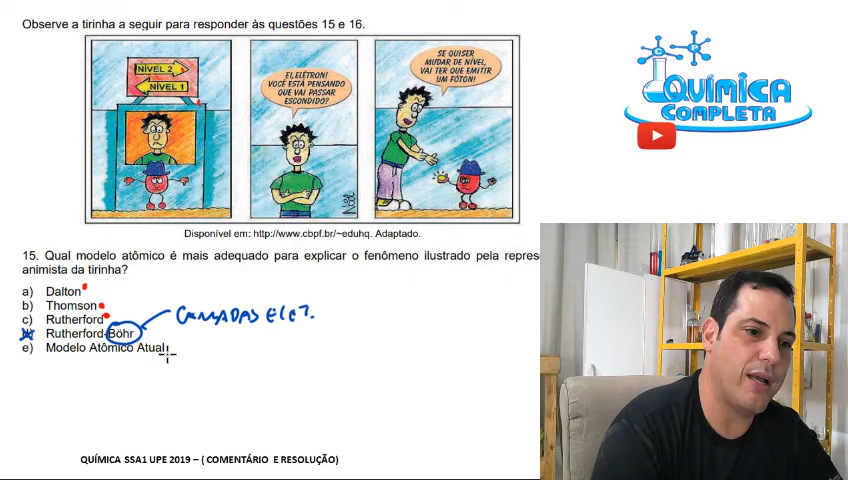 Observe a tirinha a seguir para responder às questões 15 e 16.
NÍVEL 2
NÍVEL 1
EI, ELÉTRON!
VOCÊ ESTÁ PENSANDO
QUE VAI PASSAR
ESCONDIDO?
SE QUISER
MUDAR DE NÍVEL,
VAI TER QUE EMITIR
UM FÓTON!
Disponível em: http://www.cbpf.br/~eduhq. Adaptado.
15. Qual modelo atômico é mais adequado para explicar o fenômeno ilustrado pela represe
animista da tirinha?
a) Dalton
b) Thomson
c) Rutherford
d) Rutherford-Böhr
CAMADAS ELET.
e) Modelo Atômico Atual
QUÍMICA SSA1 UPE 2019 – ( COMENTÁRIO E RESOLUÇÃO)
C P
QUÍMICA
COMPLETA